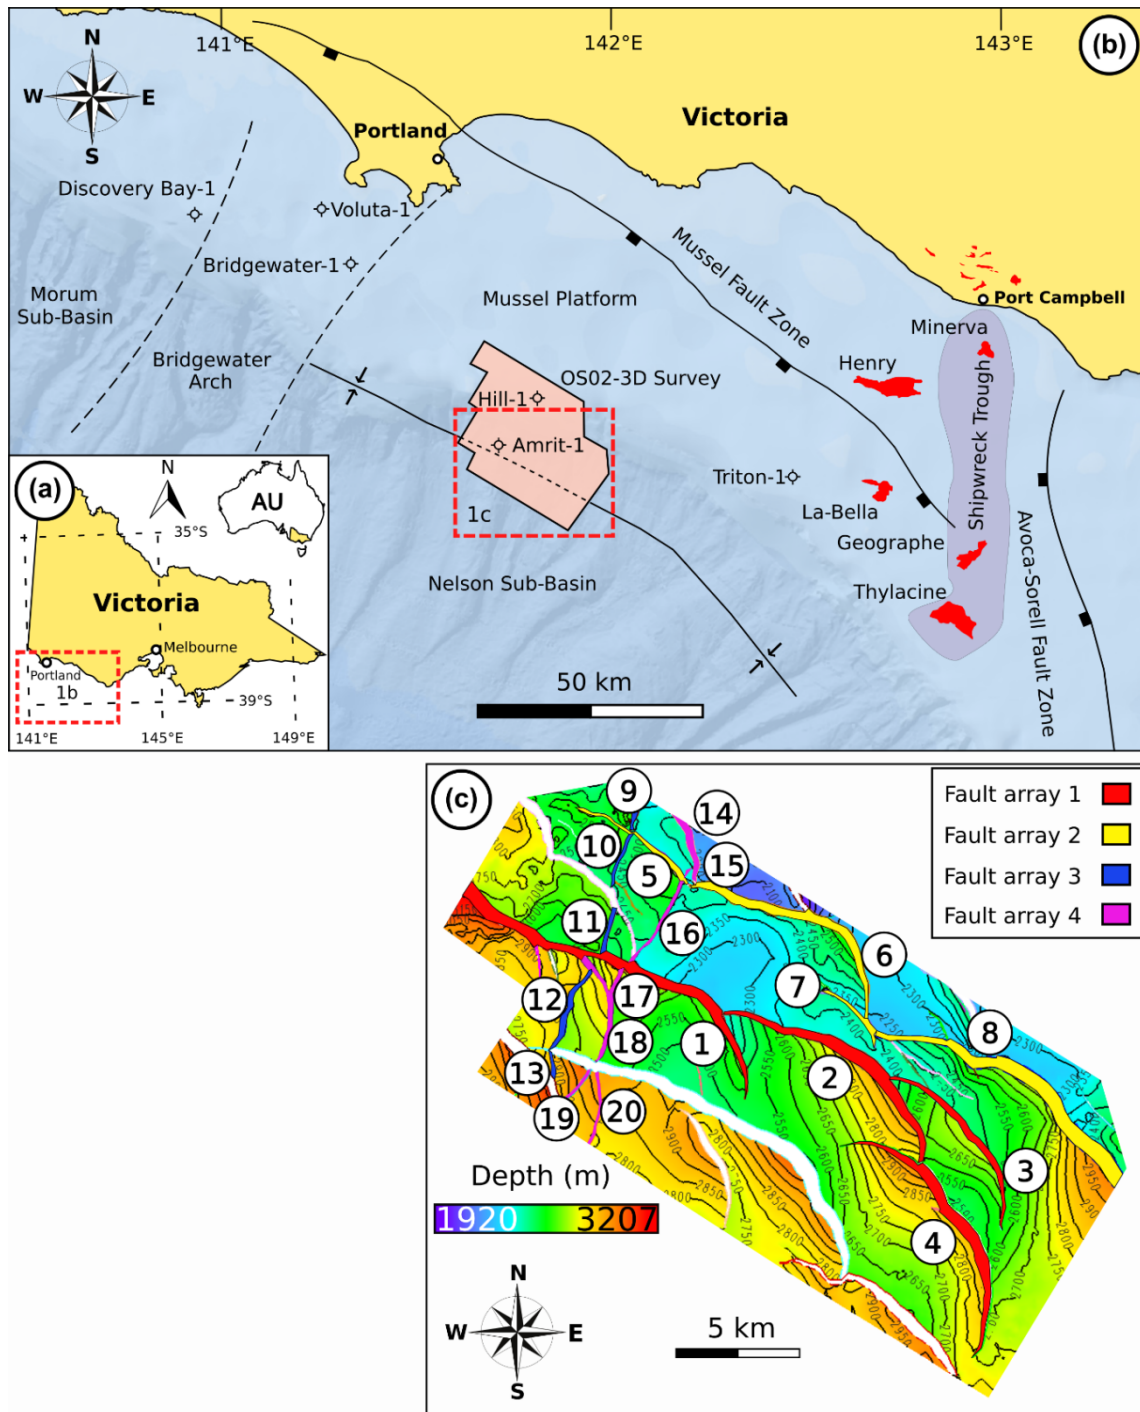 141°E
142°E
143°E
(b)
N
W
E
S
Portland
Victoria
Discovery Bay-1
Voluta-1
Bridgewater-1
Morum
Sub-Basin
Mussel Platform
Mussel Fault Zone
Port Campbell
Minerva
Bridgewater
Arch
Henry
OS02-3D Survey
Hill-1
Amrit-1
Shipwreck Trough
Triton-1
La-Bella
1c
Geographe
Avoca-Sorell Fault Zone
Nelson Sub-Basin
Thylacine
50 km
(a)
N
AU
35°S
Victoria
Melbourne
Portland
1b
39°S
141°E
145°E
149°E
(c)
Fault array 1
Fault array 2
Fault array 3
Fault array 4
9
14
10
5
15
11
16
6
7
12
17
18
1
8
2
13
19
20
3
4
Depth (m)
1920
3207
N
W
E
S
5 km